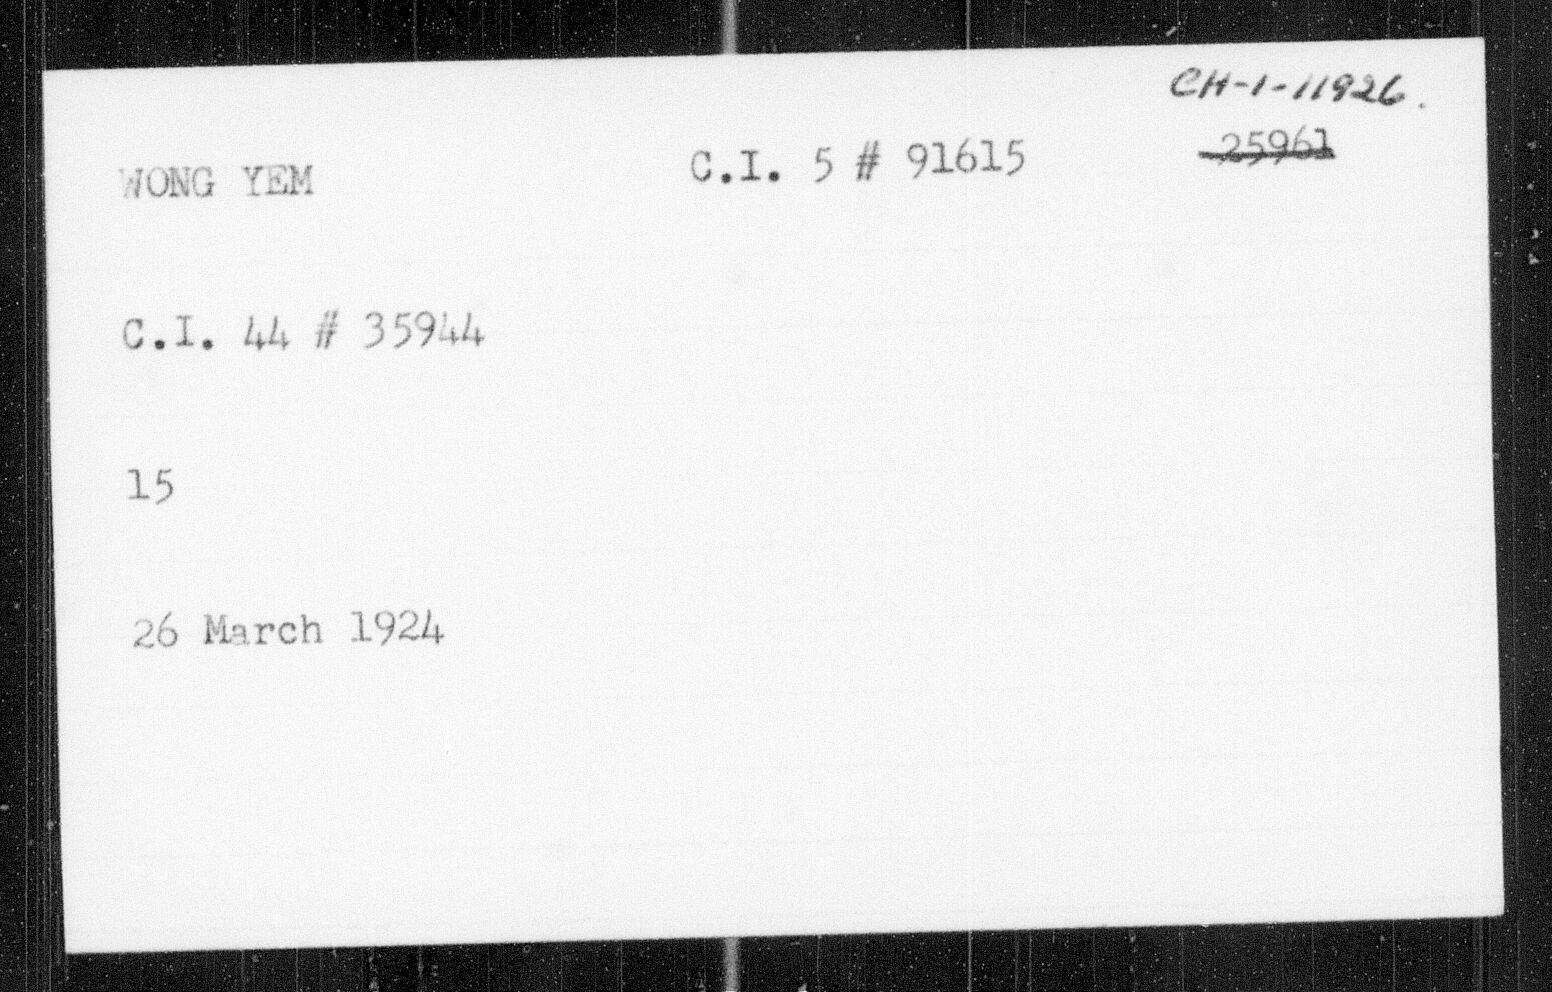 CH-1-11926.
WONG YEM C.I. 5 # 91615 25961
C.I. 44 # 35944
15
26 March 1924